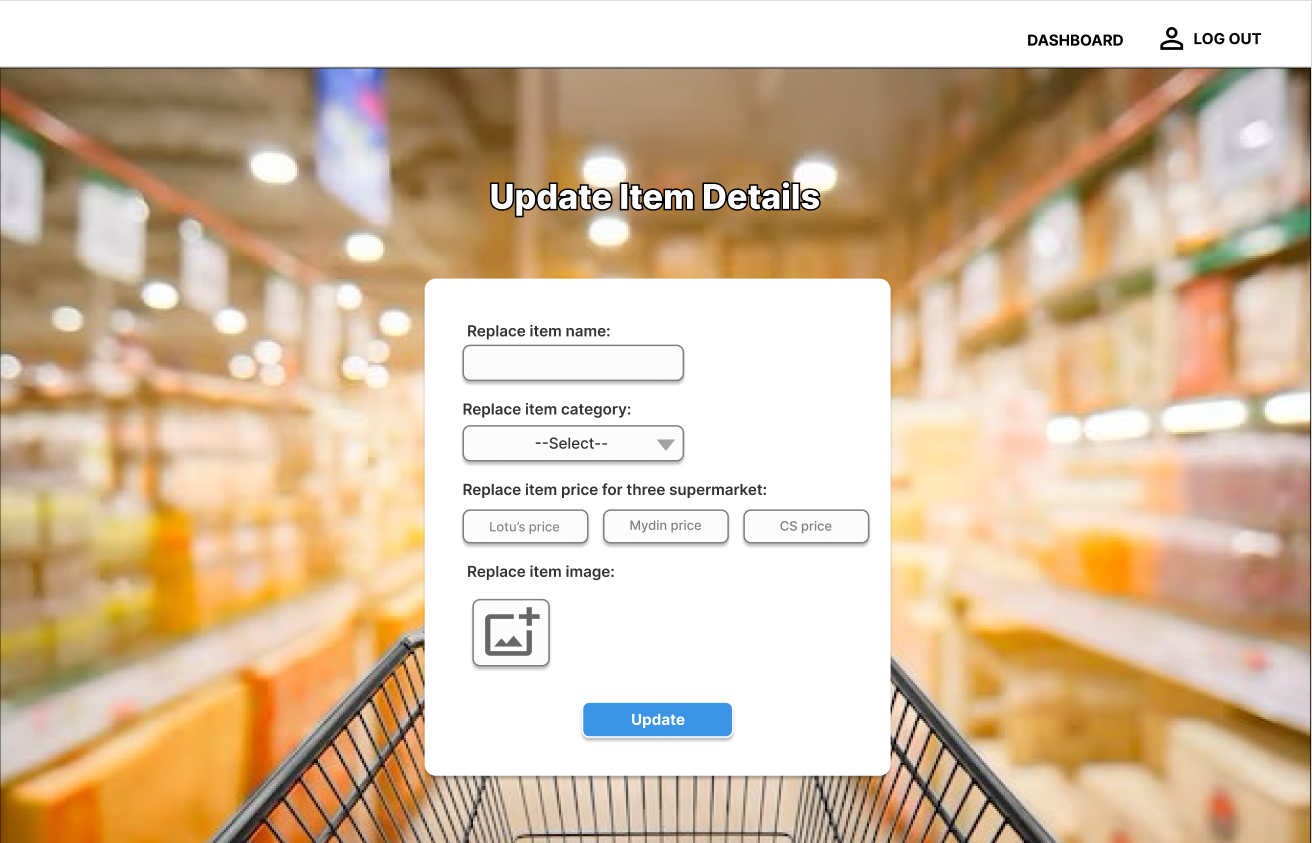 DASHBOARD
LOG OUT
Update Item Details
Replace item name:
Replace item category:
--Select--
Replace item price for three supermarket:
Lotu's price
Mydin price
CS price
Replace item image:
Update